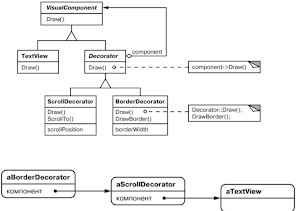 VisualComponent
Draw()
component
TextView
Draw()
Decorator
Draw()
component->Draw()
ScrollDecorator
Draw()
ScrollTo()
scrollPosition
BorderDecorator
Draw()
DrawBorder()
borderWidth
Decorator::Draw();
DrawBorder();
aBorderDecorator
компонент
aScrollDecorator
компонент
aTextView